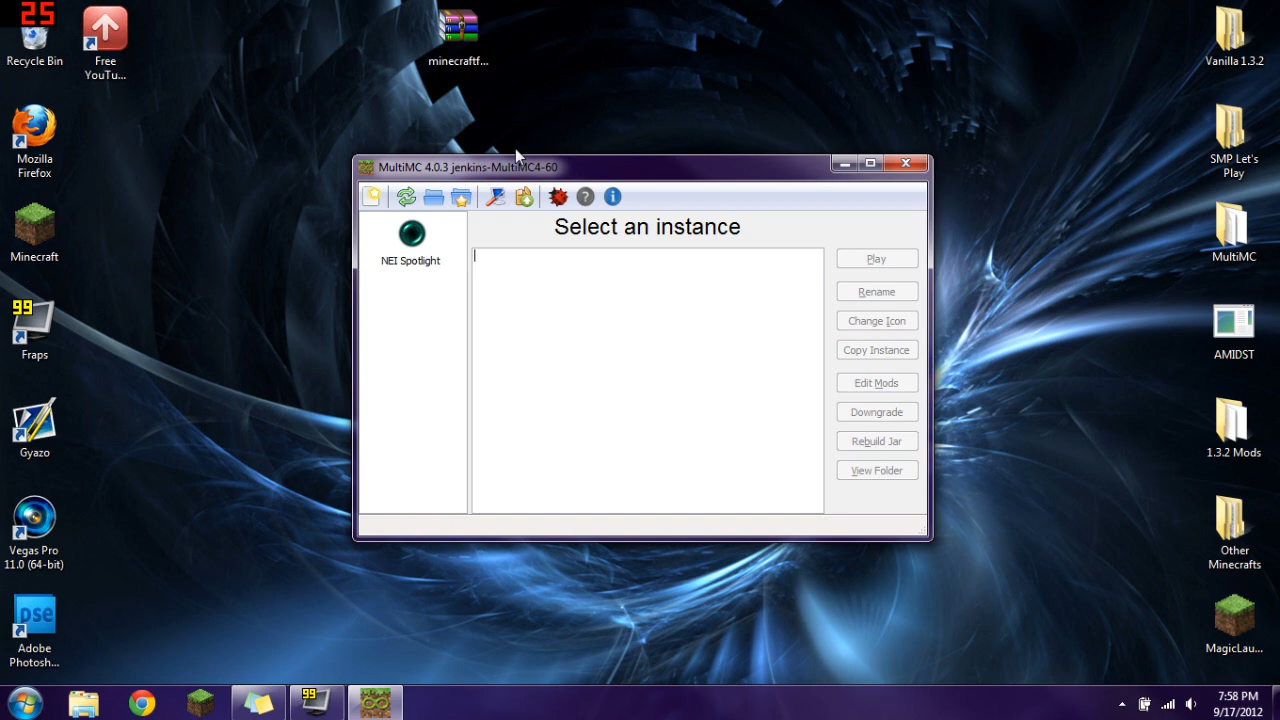 25
Recycle Bin
Free
YouTu...
minecraftf...
Mozilla
Firefox
Minecraft
99
Fraps
Gyazo
Vegas Pro
11.0 (64-bit)
pse
Adobe
Photosh...
MultiMC 4.0.3 jenkins-MultiMC4-60
?
i
NEI Spotlight
Select an instance
Play
Rename
Change Icon
Copy Instance
Edit Mods
Downgrade
Rebuild Jar
View Folder
Vanilla 1.3.2
SMP Let's
Play
MultiMC
AMIDST
1.3.2 Mods
Other
Minecrafts
MagicLau...
99
7:58 PM
9/17/2012